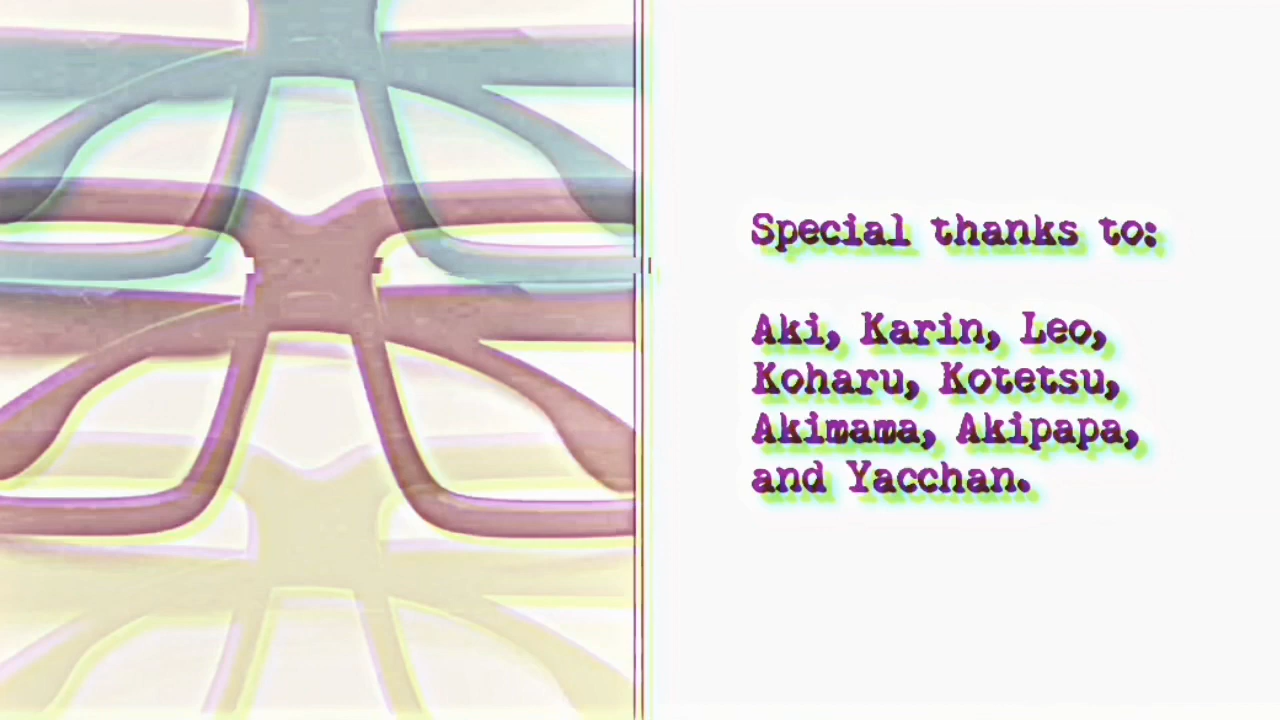 Special thanks to:
Aki, Karin, Leo,
Koharu, Kotetsu,
Akimama, Akipapa,
and Yacchan.